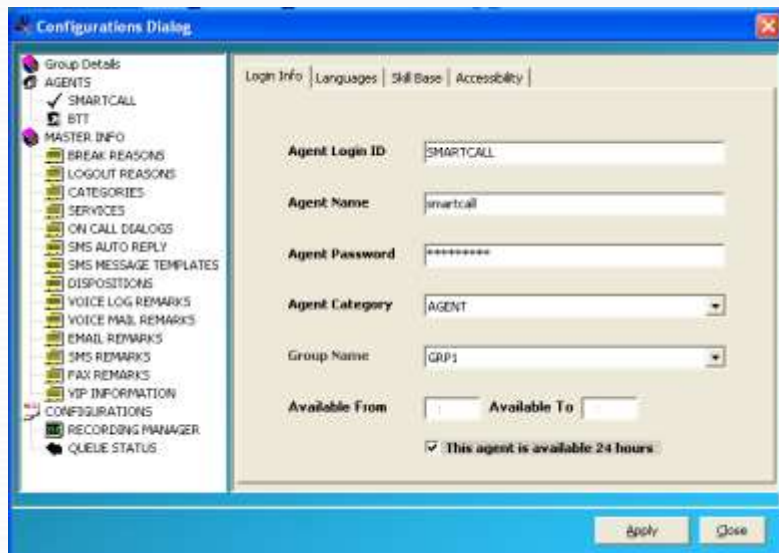 Configurations Dialog
Group Details
AGENTS
SMARTCALL
BTT
MASTER INFO
BREAK REASONS
LOGOUT REASONS
CATEGORIES
SERVICES
ON CALL DIALOGS
SMS AUTO REPLY
SMS MESSAGE TEMPLATES
DISPOSITIONS
VOICE LOG REMARKS
VOICE MAIL REMARKS
EMAIL REMARKS
SMS REMARKS
FAX REMARKS
VIP INFORMATION
CONFIGURATIONS
RECORDING MANAGER
QUEUE STATUS
Login Info Languages Skill Base Accessibility
Agent Login ID SMARTCALL
Agent Name smartcall
Agent Password *********
Agent Category AGENT
Group Name GRP1
Available From : Available To
This agent is available 24 hours
Apply Close